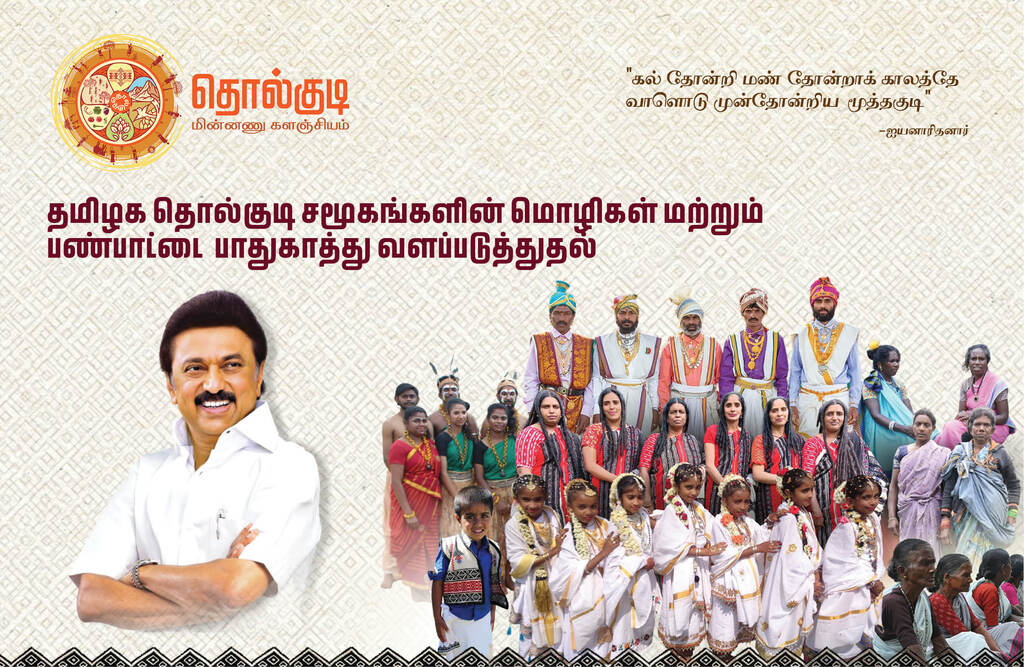 தொல்குடி
மின்னணு களஞ்சியம்
"கல் தோன்றி மண் தோன்றாக் காலத்தே
வாளொடு முன்தோன்றிய மூத்தகுடி"
-ஐயனாரிதனார்
தமிழக தொல்குடி சமூகங்களின் மொழிகள் மற்றும்
பண்பாட்டை பாதுகாத்து வளப்படுத்துதல்